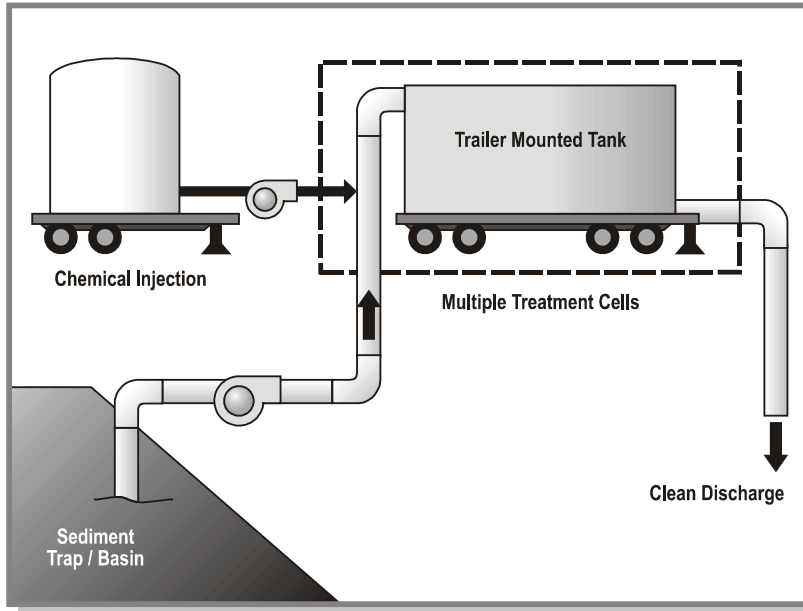 Trailer Mounted Tank
Chemical Injection
Multiple Treatment Cells
Clean Discharge
Sediment
Trap / Basin